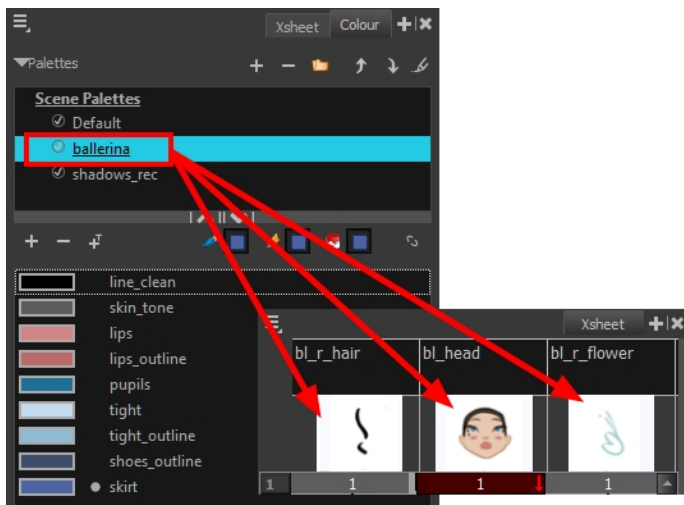 Xsheet Colour
Palettes
Scene Palettes
Default
ballerina
shadows_rec
line_clean
skin_tone
lips
lips_outline
pupils
tight
tight_outline
shoes_outline
skirt
Xsheet
bl_r_hair bl_head bl_r_flower
1 1 1 1